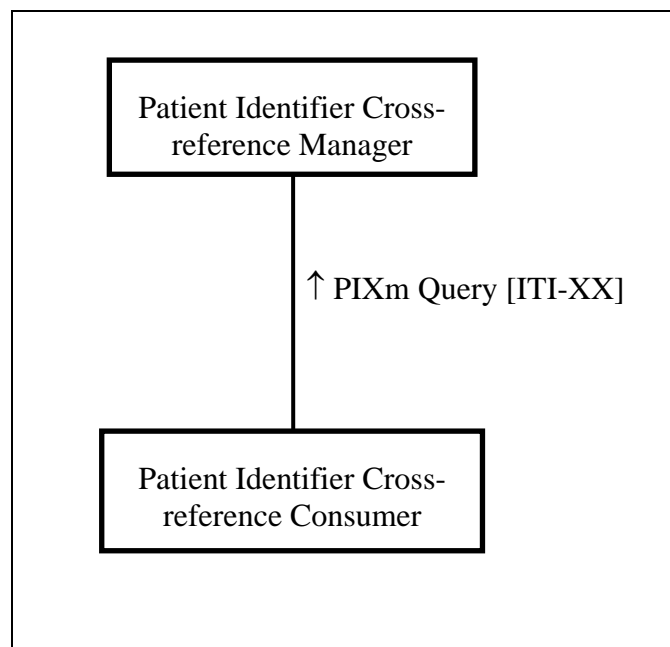 Patient Identifier Cross-
reference Manager
↑ PIXm Query [ITI-XX]
Patient Identifier Cross-
reference Consumer